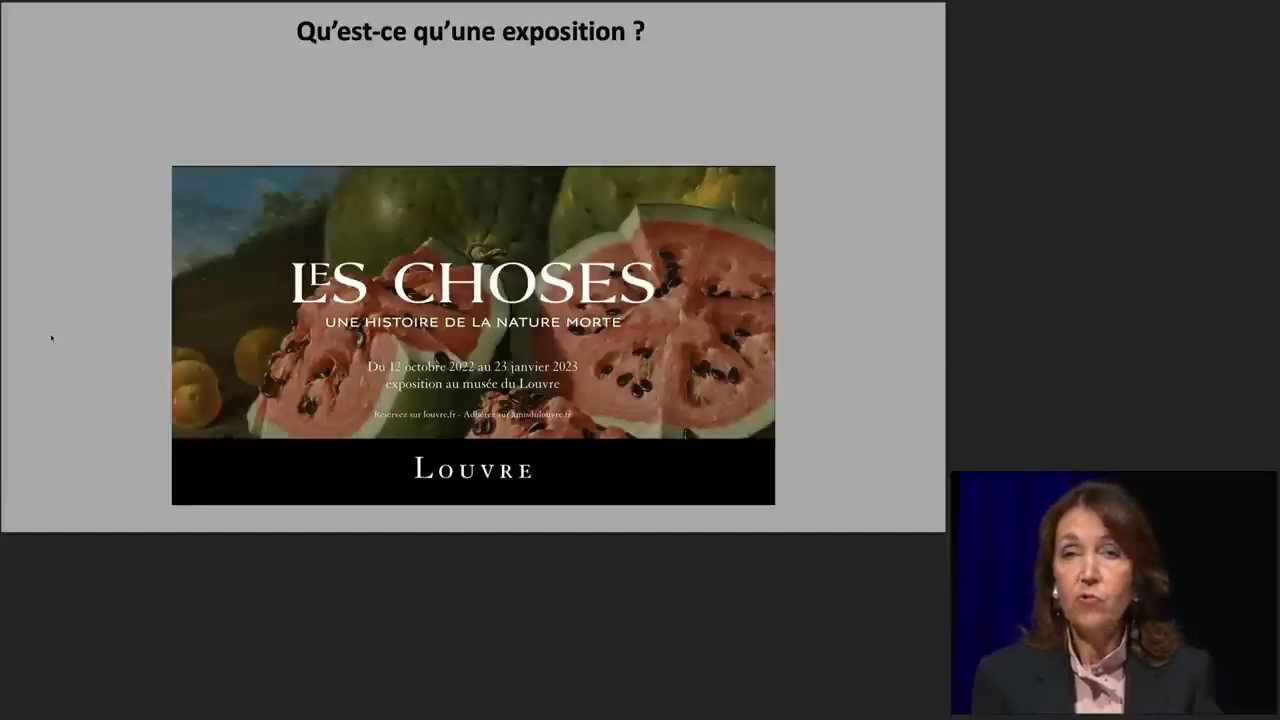 Qu'est-ce qu'une exposition ?
LES CHOSES
UNE HISTOIRE DE LA NATURE MORTE
Du 12 octobre 2022 au 23 janvier 2023
exposition au musée du Louvre
Réservez sur louvre.fr - Adhérez sur amisdulouvre.fr
LOUVRE